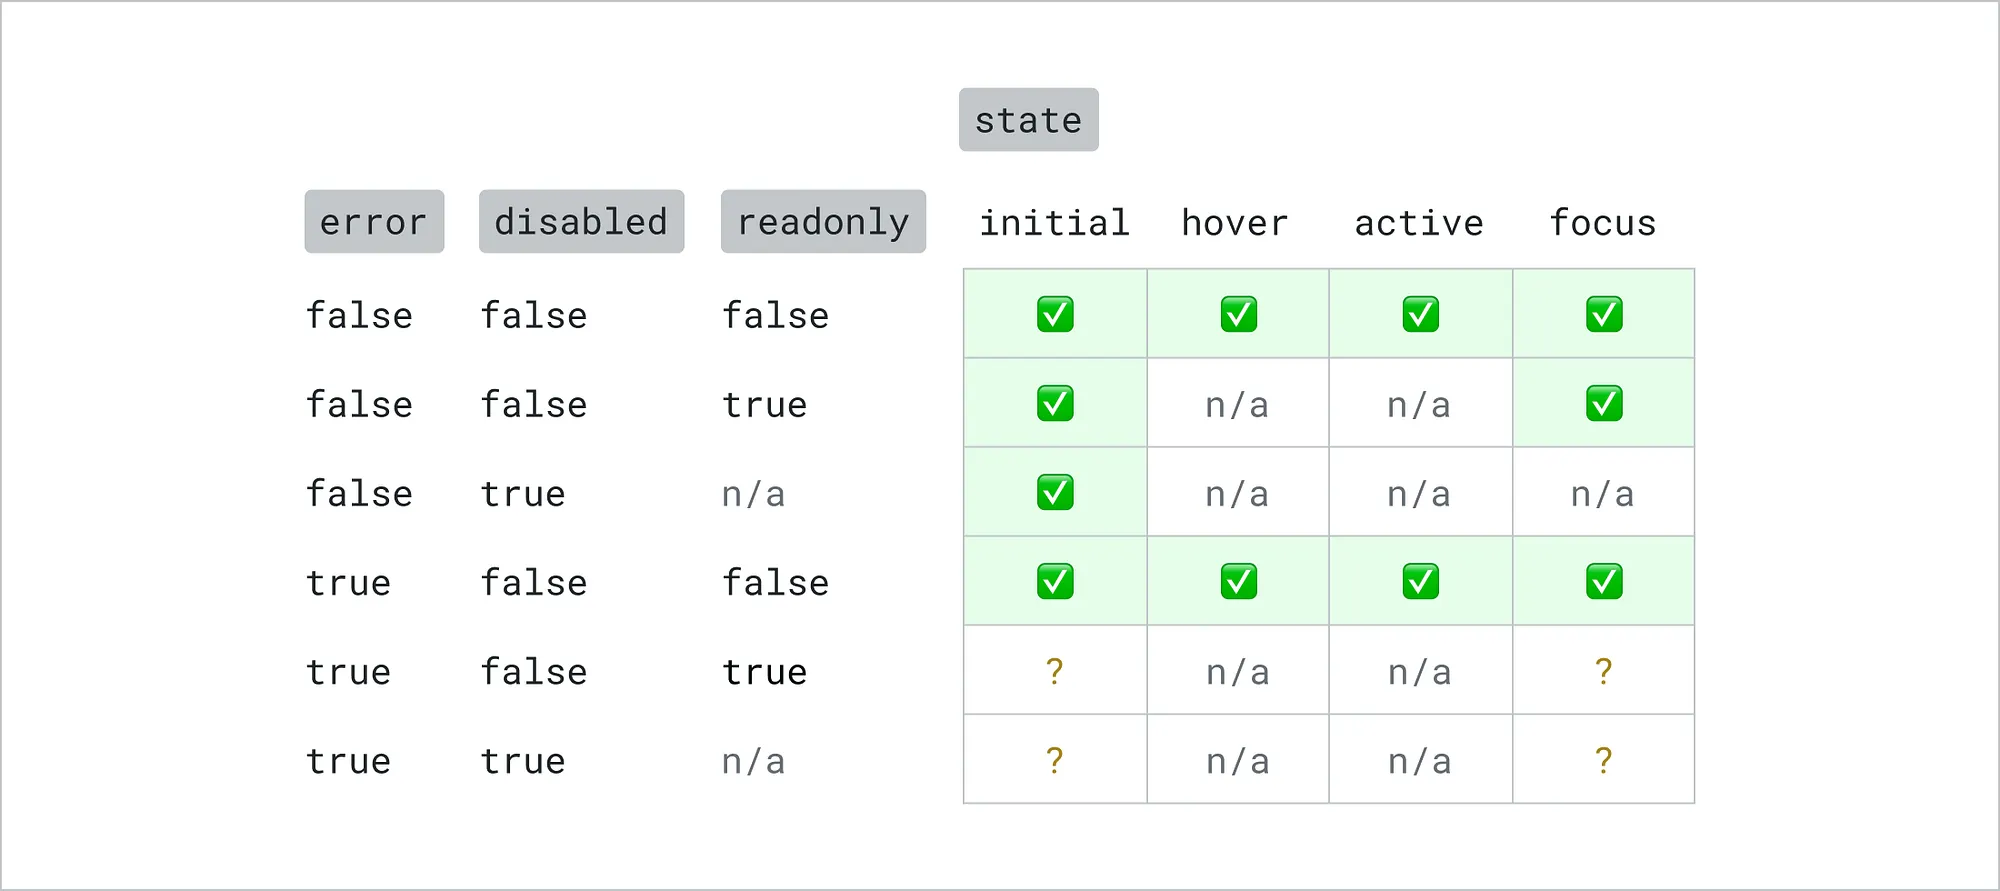 state
error disabled readonly initial hover active focus
false false false ✅ ✅ ✅ ✅
false false true ✅ n/a n/a ✅
false true n/a ✅ n/a n/a n/a
true false false ✅ ✅ ✅ ✅
true false true ? n/a n/a ?
true true n/a ? n/a n/a ?